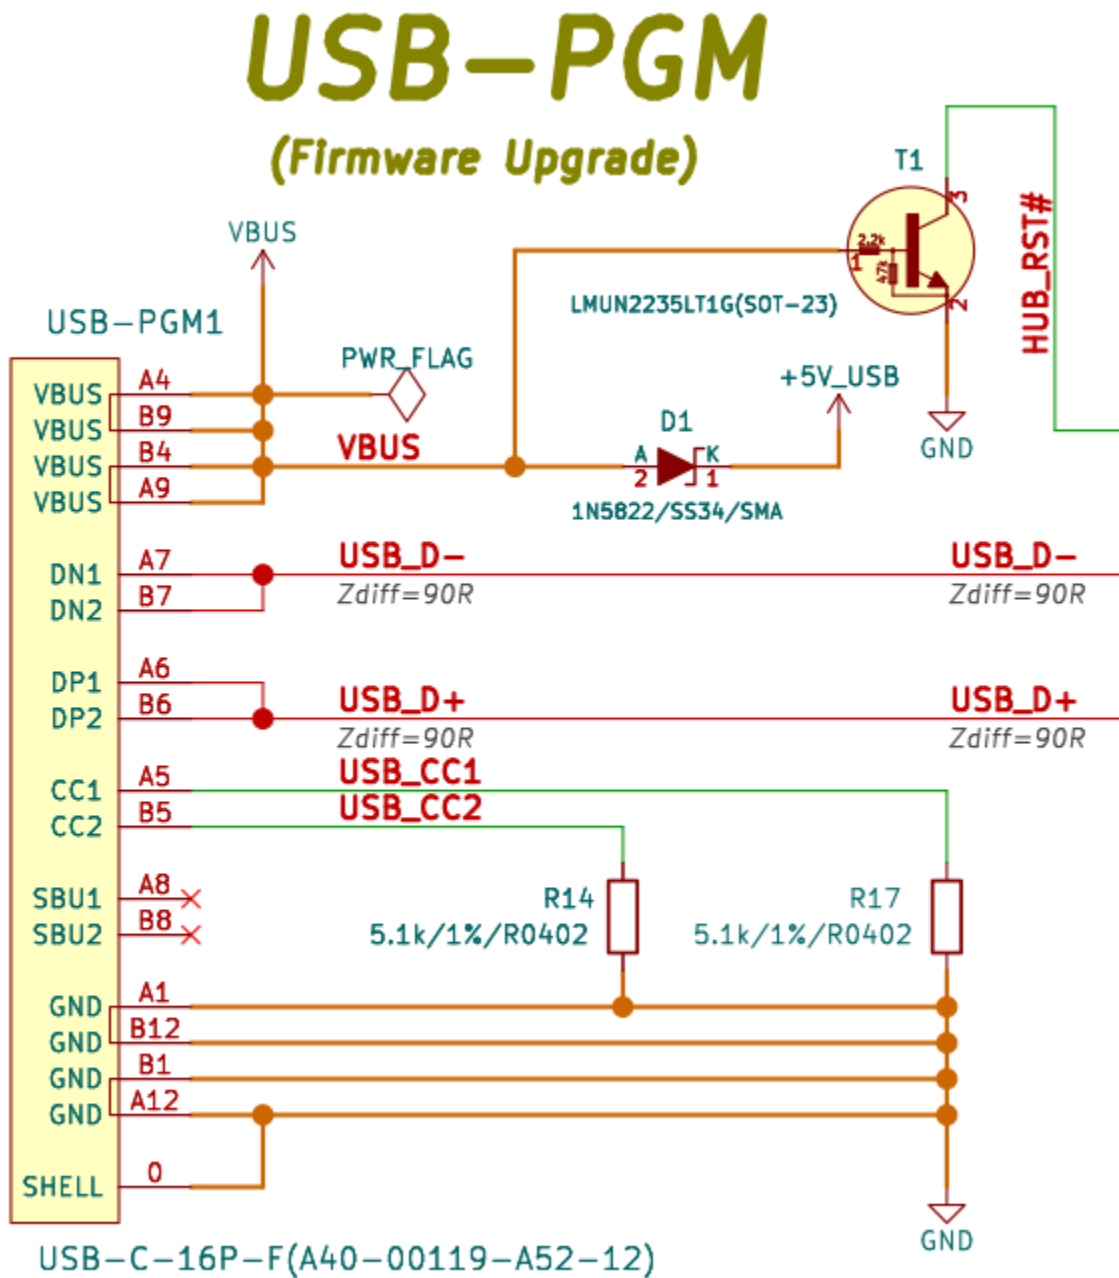 USB-PGM
(Firmware Upgrade)
T1
3
2.2k
1
47k
2
LMUN2235LT1G(SOT-23)
HUB_RST#
GND
VBUS
USB-PGM1
PWR_FLAG
+5V_USB
VBUS A4
VBUS B9
VBUS B4
VBUS A9
VBUS
D1
A K
2 1
1N5822/SS34/SMA
DN1 A7
DN2 B7
USB_D- USB_D-
Zdiff=90R Zdiff=90R
DP1 A6
DP2 B6
USB_D+ USB_D+
Zdiff=90R Zdiff=90R
CC1 A5 USB_CC1
CC2 B5 USB_CC2
SBU1 A8
SBU2 B8
R14
5.1k/1%/R0402
R17
5.1k/1%/R0402
GND A1
GND B12
GND B1
GND A12
SHELL 0
GND
USB-C-16P-F(A40-00119-A52-12)